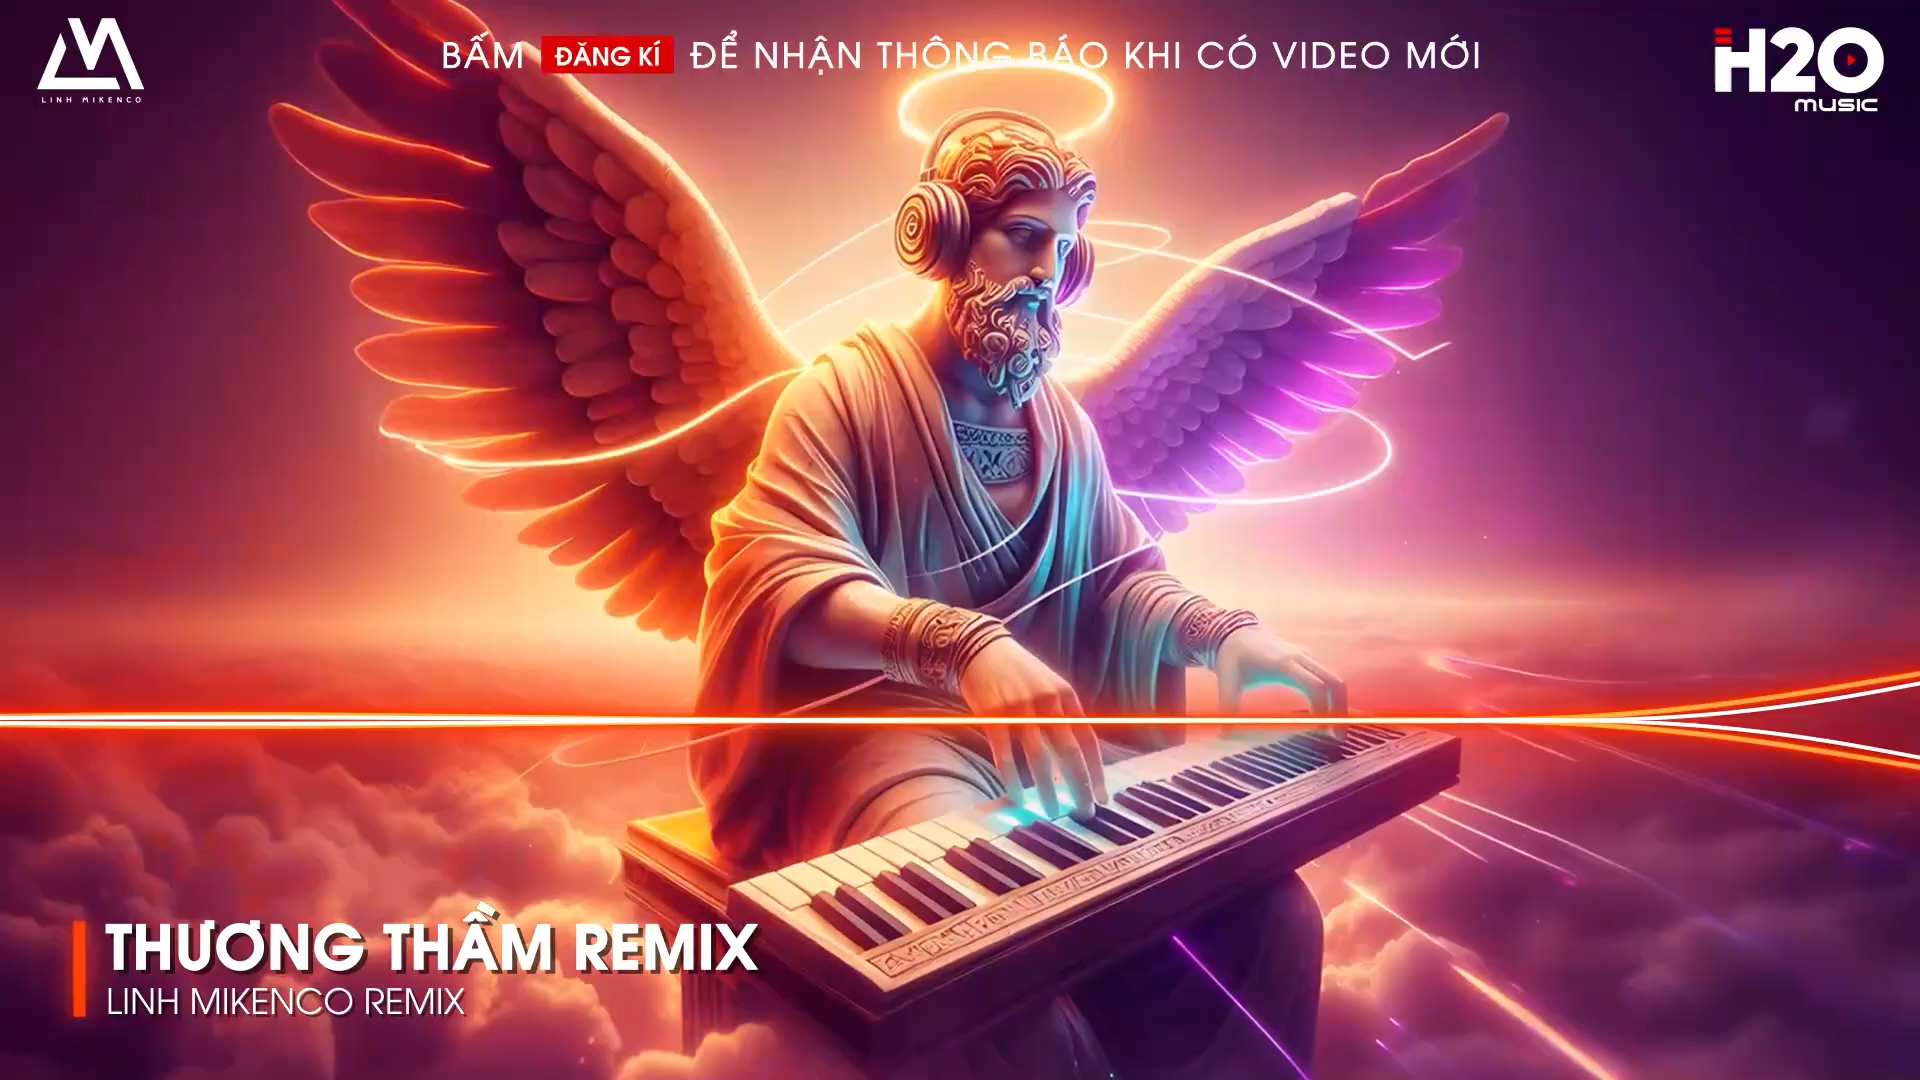 LINH MIKENCO
BẤM ĐĂNG KÍ ĐỂ NHẬN THÔNG BÁO KHI CÓ VIDEO MỚI
H2O
MUSIC
THƯƠNG THẦM REMIX
LINH MIKENCO REMIX